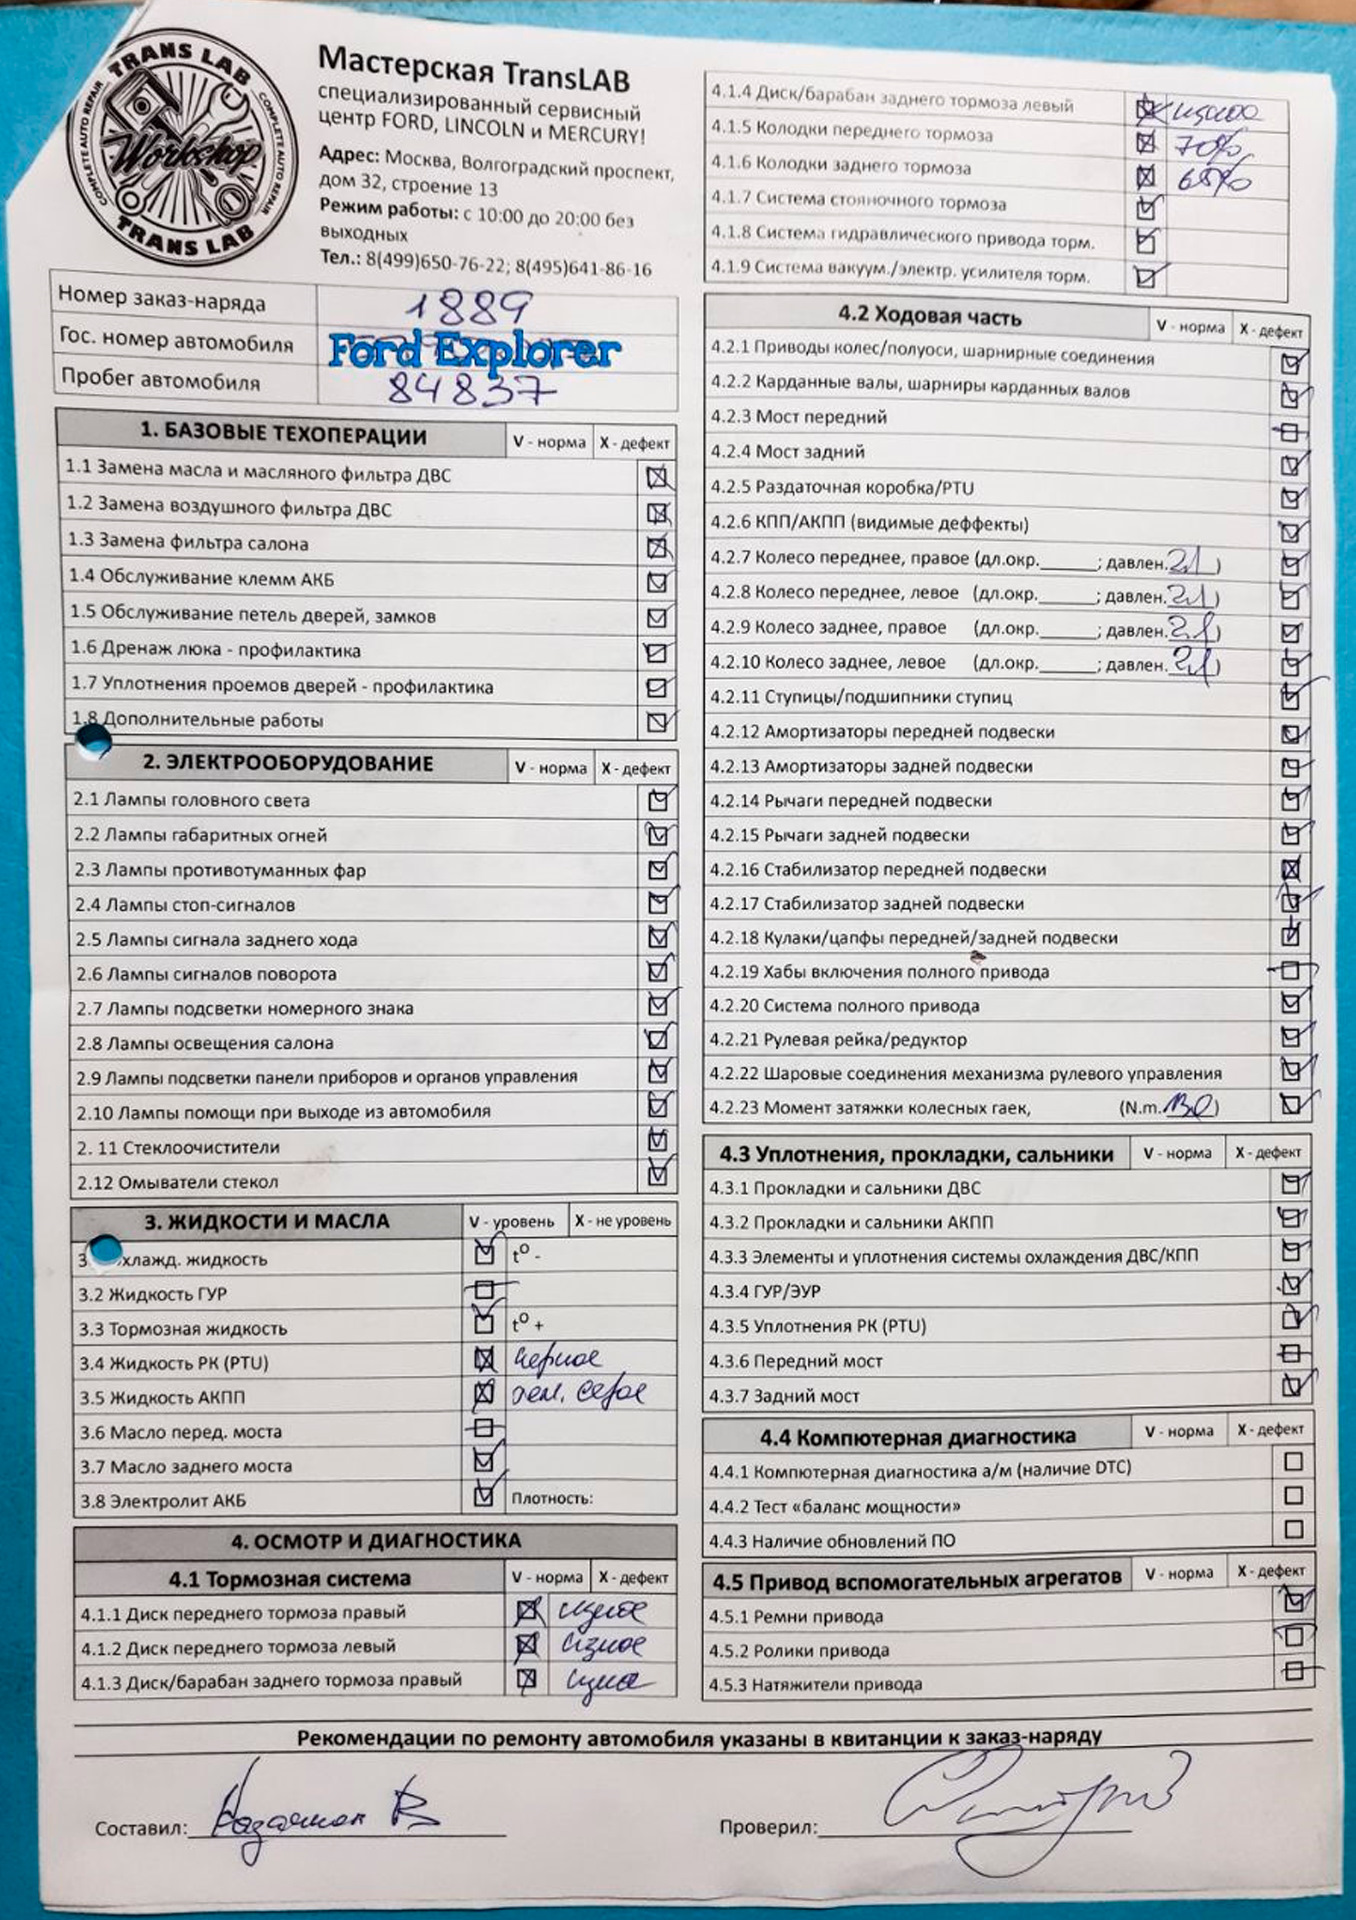 TRANS LAB
COMPLETE AUTO REPAIR
COMPLETE AUTO REPAIR
Workshop
TRANS LAB
Мастерская TransLAB
специализированный сервисный
центр FORD, LINCOLN и MERCURY!
Адрес: Москва, Волгоградский проспект,
дом 32, строение 13
Режим работы: с 10:00 до 20:00 без
выходных
Тел.: 8(499)650-76-22; 8(495)641-86-16
Номер заказ-наряда 1889
Гос. номер автомобиля Ford Explorer
Пробег автомобиля 84837
1. БАЗОВЫЕ ТЕХОПЕРАЦИИ V - норма X - дефект
1.1 Замена масла и масляного фильтра ДВС
1.2 Замена воздушного фильтра ДВС
1.3 Замена фильтра салона
1.4 Обслуживание клемм АКБ
1.5 Обслуживание петель дверей, замков
1.6 Дренаж люка - профилактика
1.7 Уплотнения проемов дверей - профилактика
1.8 Дополнительные работы
2. ЭЛЕКТРООБОРУДОВАНИЕ V - норма X - дефект
2.1 Лампы головного света
2.2 Лампы габаритных огней
2.3 Лампы противотуманных фар
2.4 Лампы стоп-сигналов
2.5 Лампы сигнала заднего хода
2.6 Лампы сигналов поворота
2.7 Лампы подсветки номерного знака
2.8 Лампы освещения салона
2.9 Лампы подсветки панели приборов и органов управления
2.10 Лампы помощи при выходе из автомобиля
2. 11 Стеклоочистители
2.12 Омыватели стекол
3. ЖИДКОСТИ И МАСЛА V - уровень X - не уровень
3. хлажд. жидкость t° -
3.2 Жидкость ГУР
3.3 Тормозная жидкость t° +
3.4 Жидкость РК (PTU) черное
3.5 Жидкость АКПП тем. серое
3.6 Масло перед. моста
3.7 Масло заднего моста
3.8 Электролит АКБ Плотность:
4. ОСМОТР И ДИАГНОСТИКА
4.1 Тормозная система V - норма X - дефект
4.1.1 Диск переднего тормоза правый износ
4.1.2 Диск переднего тормоза левый износ
4.1.3 Диск/барабан заднего тормоза правый износ
4.1.4 Диск/барабан заднего тормоза левый износ
4.1.5 Колодки переднего тормоза 70%
4.1.6 Колодки заднего тормоза 65%
4.1.7 Система стояночного тормоза
4.1.8 Система гидравлического привода торм.
4.1.9 Система вакуум./электр. усилителя торм.
4.2 Ходовая часть V - норма X - дефект
4.2.1 Приводы колес/полуоси, шарнирные соединения
4.2.2 Карданные валы, шарниры карданных валов
4.2.3 Мост передний
4.2.4 Мост задний
4.2.5 Раздаточная коробка/PTU
4.2.6 КПП/АКПП (видимые деффекты)
4.2.7 Колесо переднее, правое (дл.окр.______; давлен. 2.1)
4.2.8 Колесо переднее, левое (дл.окр.______; давлен. 2.1)
4.2.9 Колесо заднее, правое (дл.окр.______; давлен. 2.1)
4.2.10 Колесо заднее, левое (дл.окр.______; давлен. 2.1)
4.2.11 Ступицы/подшипники ступиц
4.2.12 Амортизаторы передней подвески
4.2.13 Амортизаторы задней подвески
4.2.14 Рычаги передней подвески
4.2.15 Рычаги задней подвески
4.2.16 Стабилизатор передней подвески
4.2.17 Стабилизатор задней подвески
4.2.18 Кулаки/цапфы передней/задней подвески
4.2.19 Хабы включения полного привода
4.2.20 Система полного привода
4.2.21 Рулевая рейка/редуктор
4.2.22 Шаровые соединения механизма рулевого управления
4.2.23 Момент затяжки колесных гаек, (N.m. 130)
4.3 Уплотнения, прокладки, сальники V - норма X - дефект
4.3.1 Прокладки и сальники ДВС
4.3.2 Прокладки и сальники АКПП
4.3.3 Элементы и уплотнения системы охлаждения ДВС/КПП
4.3.4 ГУР/ЭУР
4.3.5 Уплотнения РК (PTU)
4.3.6 Передний мост
4.3.7 Задний мост
4.4 Компютерная диагностика V - норма X - дефект
4.4.1 Компютерная диагностика а/м (наличие DTC)
4.4.2 Тест «баланс мощности»
4.4.3 Наличие обновлений ПО
4.5 Привод вспомогательных агрегатов V - норма X - дефект
4.5.1 Ремни привода
4.5.2 Ролики привода
4.5.3 Натяжители привода
Рекомендации по ремонту автомобиля указаны в квитанции к заказ-наряду
Составил:
Проверил: